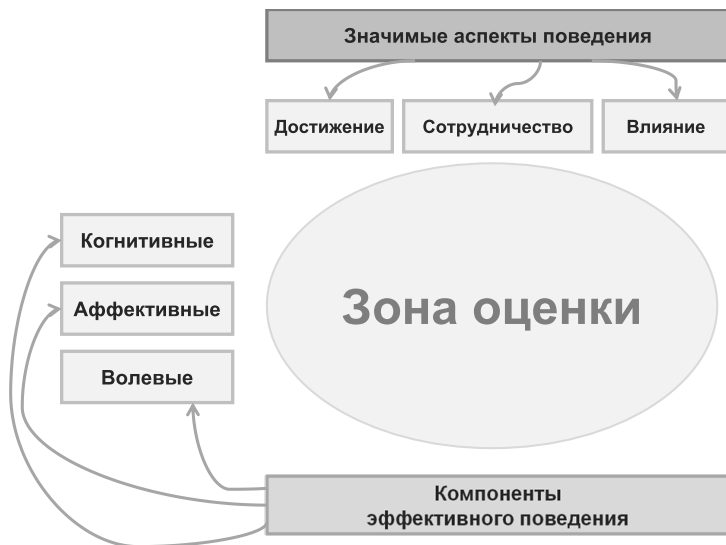 Значимые аспекты поведения
Достижение
Сотрудничество
Влияние
Когнитивные
Аффективные
Волевые
Зона оценки
Компоненты
эффективного поведения